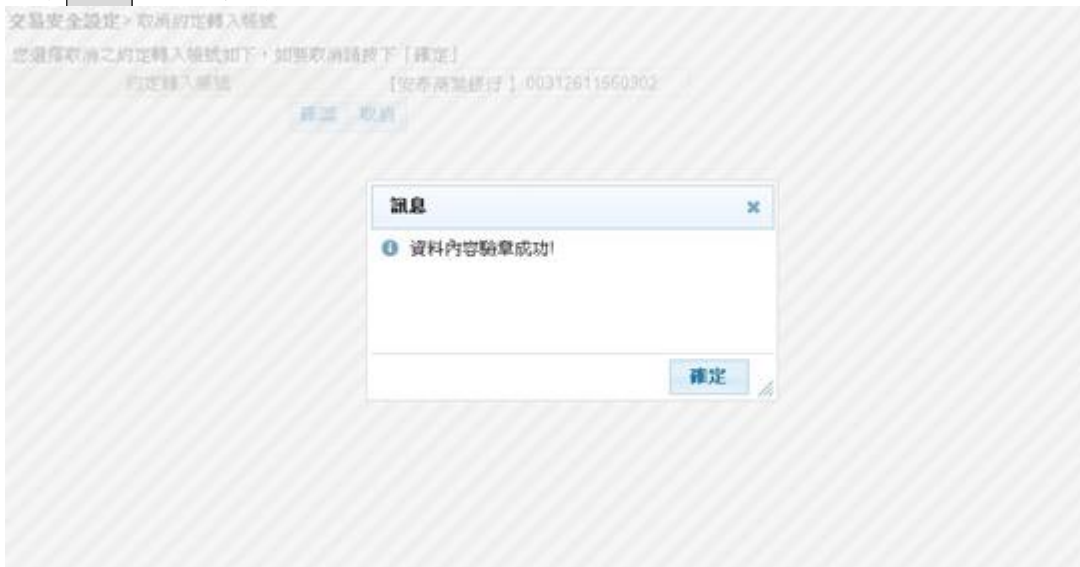 交易安全設定> 取消約定轉入帳號
您選擇取消之約定轉入帳號如下,如要取消請按下「確定」
約定轉入帳號 【安泰商業銀行】
確認 取消
訊息
資料內容驗章成功!
確定